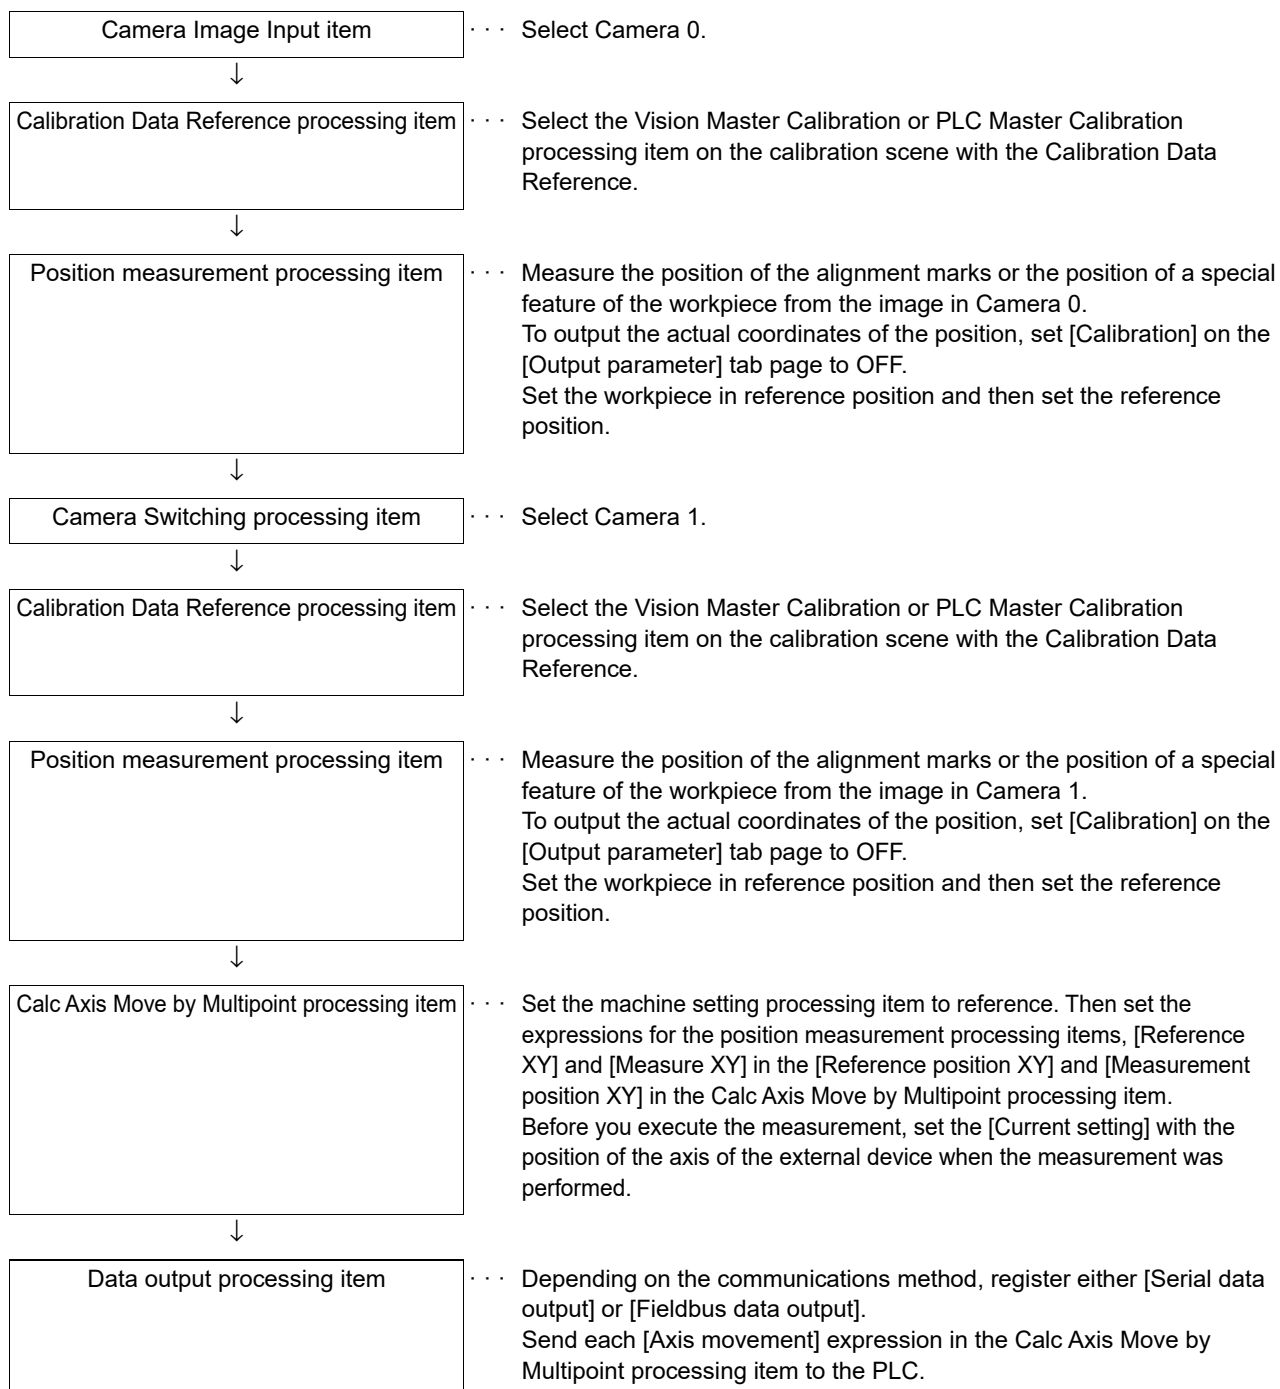 Camera Image Input item · · · Select Camera 0.
↓
Calibration Data Reference processing item · · · Select the Vision Master Calibration or PLC Master Calibration
processing item on the calibration scene with the Calibration Data
Reference.
↓
Position measurement processing item · · · Measure the position of the alignment marks or the position of a special
feature of the workpiece from the image in Camera 0.
To output the actual coordinates of the position, set [Calibration] on the
[Output parameter] tab page to OFF.
Set the workpiece in reference position and then set the reference
position.
↓
Camera Switching processing item · · · Select Camera 1.
↓
Calibration Data Reference processing item · · · Select the Vision Master Calibration or PLC Master Calibration
processing item on the calibration scene with the Calibration Data
Reference.
↓
Position measurement processing item · · · Measure the position of the alignment marks or the position of a special
feature of the workpiece from the image in Camera 1.
To output the actual coordinates of the position, set [Calibration] on the
[Output parameter] tab page to OFF.
Set the workpiece in reference position and then set the reference
position.
↓
Calc Axis Move by Multipoint processing item · · · Set the machine setting processing item to reference. Then set the
expressions for the position measurement processing items, [Reference
XY] and [Measure XY] in the [Reference position XY] and [Measurement
position XY] in the Calc Axis Move by Multipoint processing item.
Before you execute the measurement, set the [Current setting] with the
position of the axis of the external device when the measurement was
performed.
↓
Data output processing item · · · Depending on the communications method, register either [Serial data
output] or [Fieldbus data output].
Send each [Axis movement] expression in the Calc Axis Move by
Multipoint processing item to the PLC.